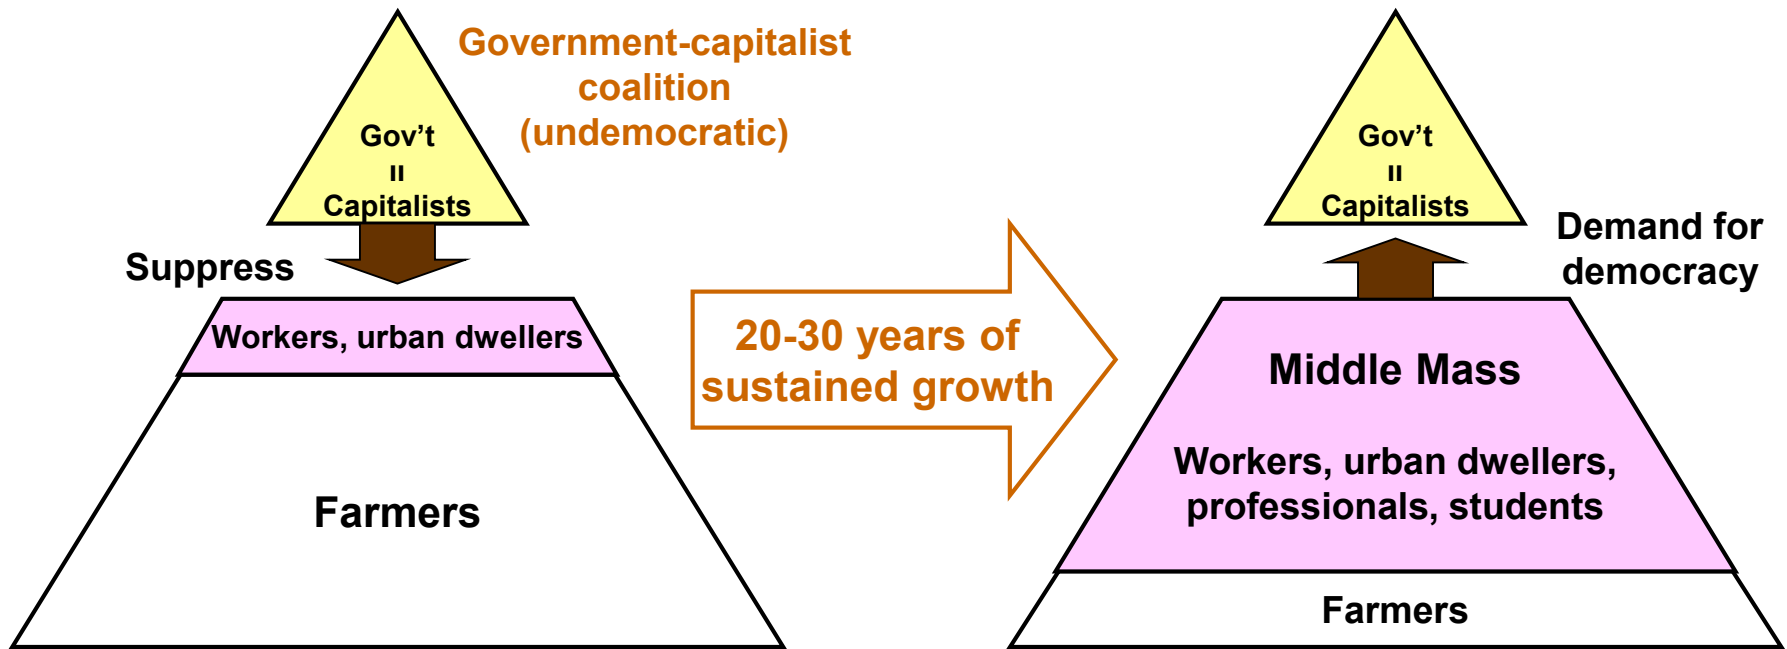 Government-capitalist
coalition
(undemocratic)
Gov’t
=
Capitalists
Suppress
Workers, urban dwellers
Farmers
20-30 years of
sustained growth
Gov’t
=
Capitalists
Demand for
democracy
Middle Mass
Workers, urban dwellers,
professionals, students
Farmers